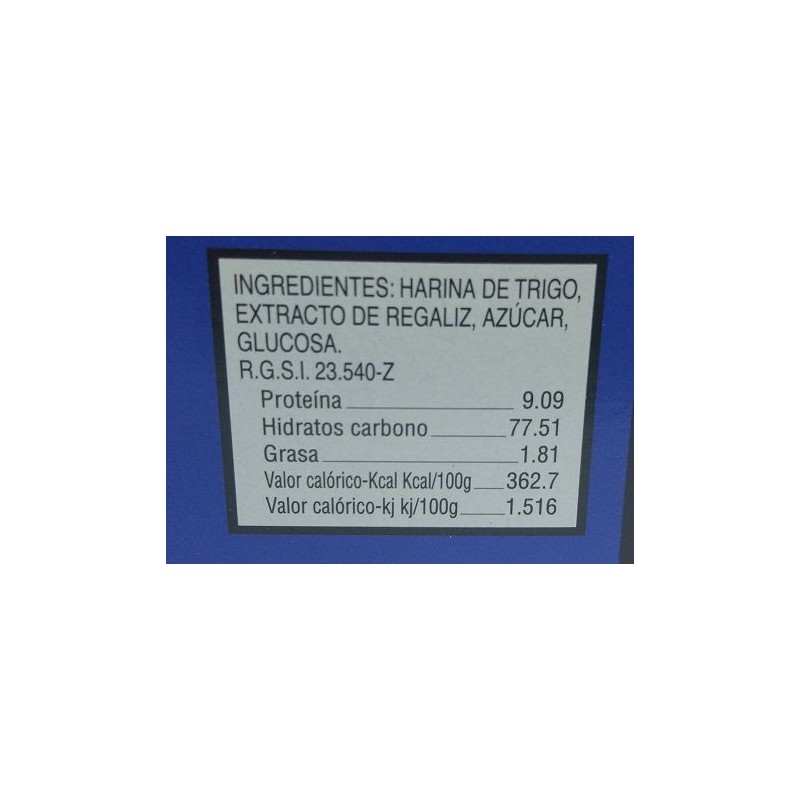 INGREDIENTES: HARINA DE TRIGO,
EXTRACTO DE REGALIZ, AZÚCAR,
GLUCOSA.
R.G.S.I. 23.540-Z
Proteína 9.09
Hidratos carbono 77.51
Grasa 1.81
Valor calórico-Kcal Kcal/100g 362.7
Valor calórico-kj kj/100g 1.516